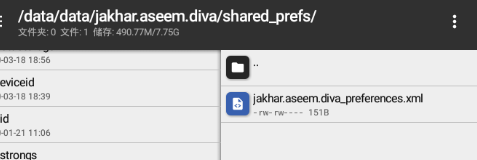 /data/data/jakhar.aseem.diva/shared_prefs/
文件夹: 0 文件: 1 储存: 490.77M/7.75G
-03-18 18:56
eviceid
-03-18 18:39
id
-01-21 11:06
strongs
..
jakhar.aseem.diva_preferences.xml
-rw-rw---- 151B